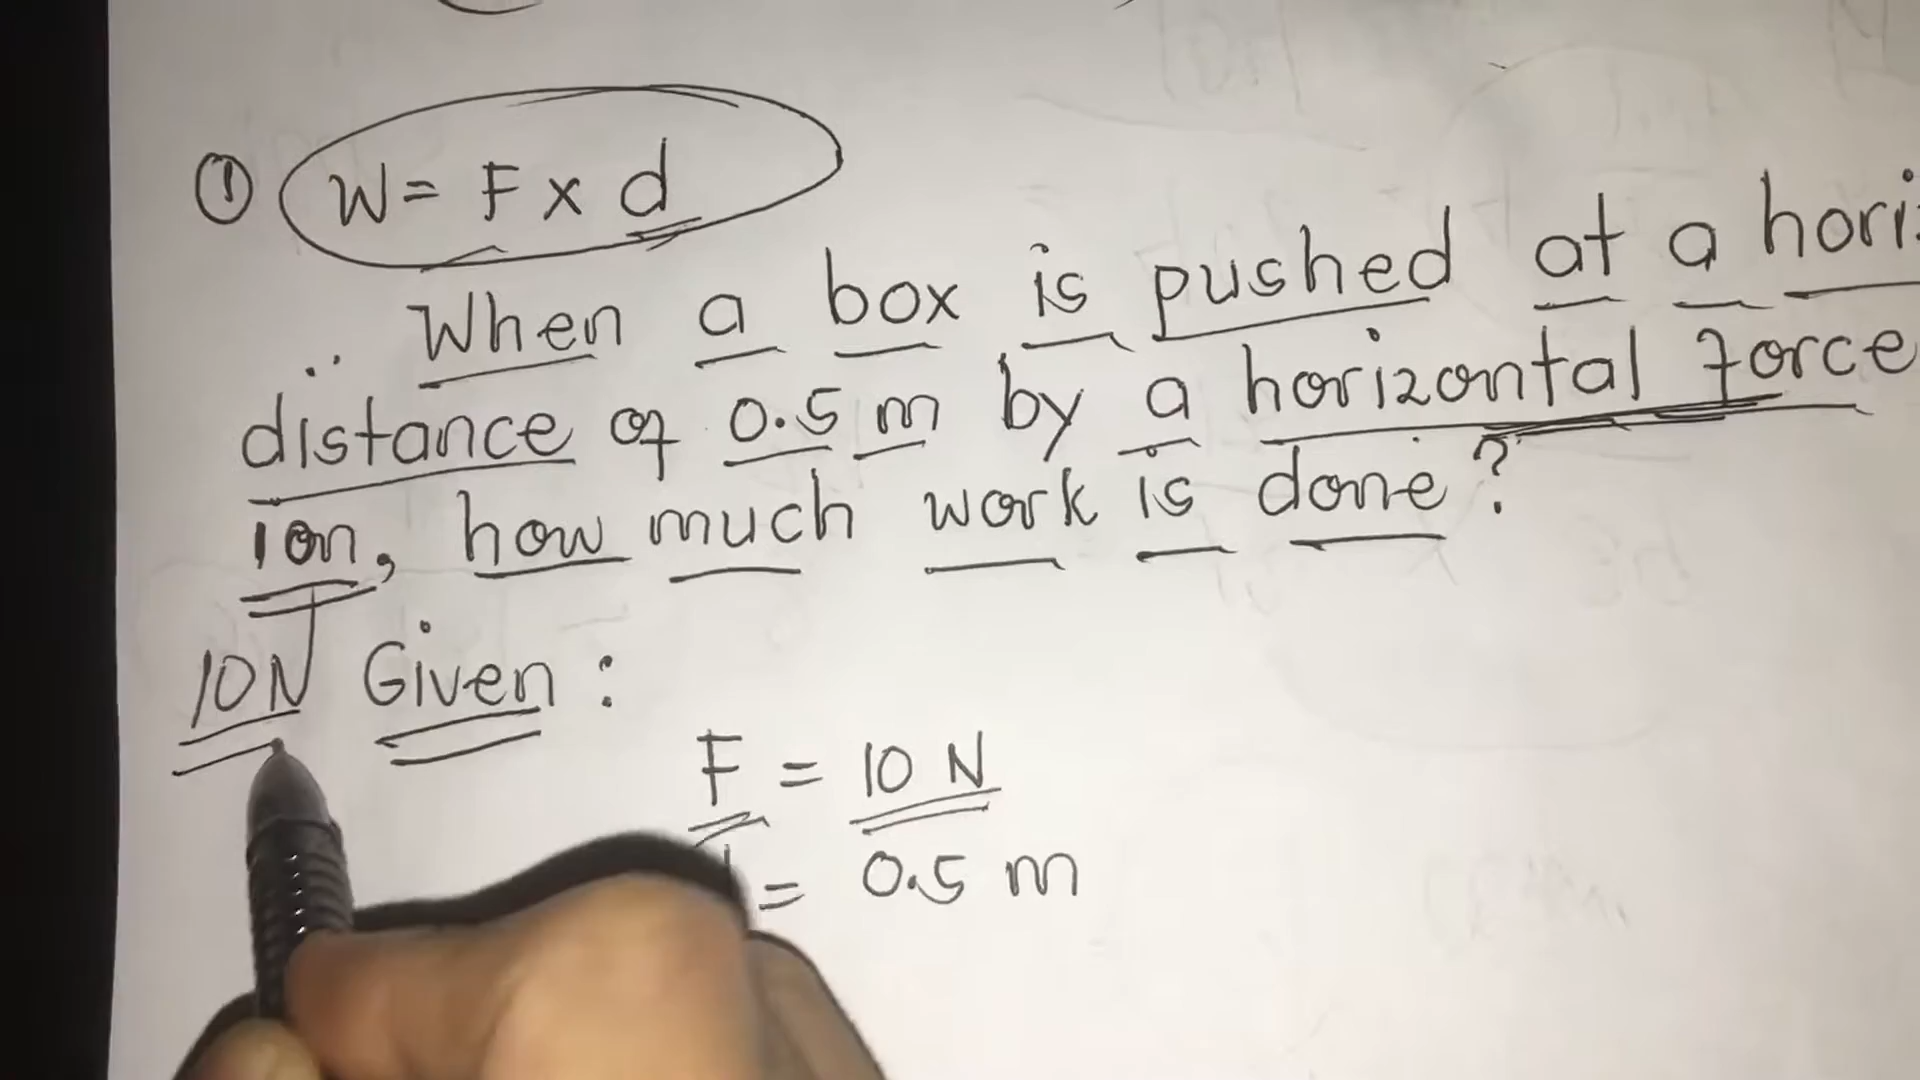 ① W = F x d
When a box is pushed at a hori
distance of 0.5 m by a horizontal force
10n, how much work is done?
10N Given:
F = 10 N
= 0.5 m